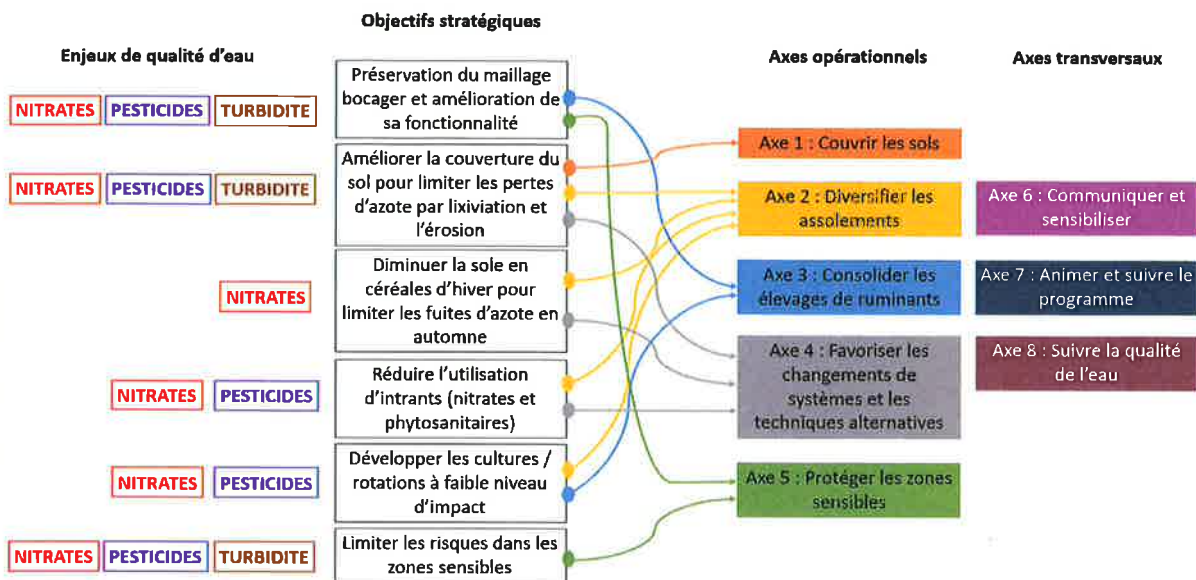 Objectifs stratégiques
Enjeux de qualité d'eau
Axes opérationnels
Axes transversaux
NITRATES PESTICIDES TURBIDITE
Préservation du maillage
bocager et amélioration de
sa fonctionnalité
NITRATES PESTICIDES TURBIDITE
Améliorer la couverture du
sol pour limiter les pertes
d'azote par lixiviation et
l'érosion
NITRATES
Diminuer la sole en
céréales d'hiver pour
limiter les fuites d'azote en
automne
NITRATES PESTICIDES
Réduire l'utilisation
d'intrants (nitrates et
phytosanitaires)
NITRATES PESTICIDES
Développer les cultures /
rotations à faible niveau
d'impact
NITRATES PESTICIDES TURBIDITE
Limiter les risques dans les
zones sensibles
Axe 1 : Couvrir les sols
Axe 2 : Diversifier les
assolements
Axe 3 : Consolider les
élevages de ruminants
Axe 4 : Favoriser les
changements de
systèmes et les
techniques alternatives
Axe 5 : Protéger les zones
sensibles
Axe 6 : Communiquer et
sensibiliser
Axe 7 : Animer et suivre le
programme
Axe 8 : Suivre la qualité
de l'eau